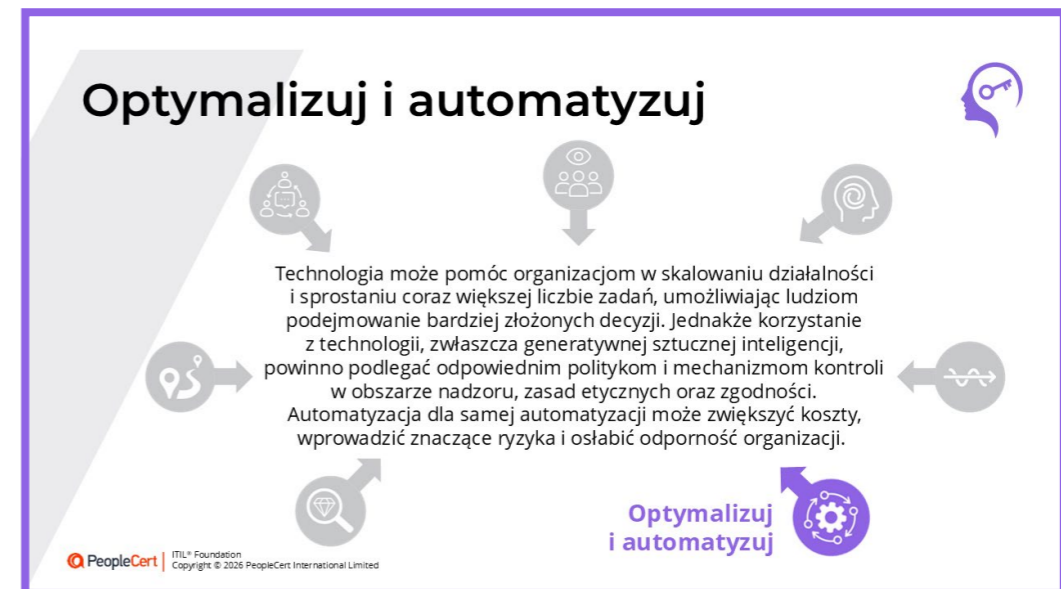 Optymalizuj i automatyzuj
Technologia może pomóc organizacjom w skalowaniu działalności
i sprostaniu coraz większej liczbie zadań, umożliwiając ludziom
podejmowanie bardziej złożonych decyzji. Jednakże korzystanie
z technologii, zwłaszcza generatywnej sztucznej inteligencji,
powinno podlegać odpowiednim politykom i mechanizmom kontroli
w obszarze nadzoru, zasad etycznych oraz zgodności.
Automatyzacja dla samej automatyzacji może zwiększyć koszty,
wprowadzić znaczące ryzyka i osłabić odporność organizacji.
Optymalizuj
i automatyzuj
PeopleCert
ITIL® Foundation
Copyright © 2026 PeopleCert International Limited